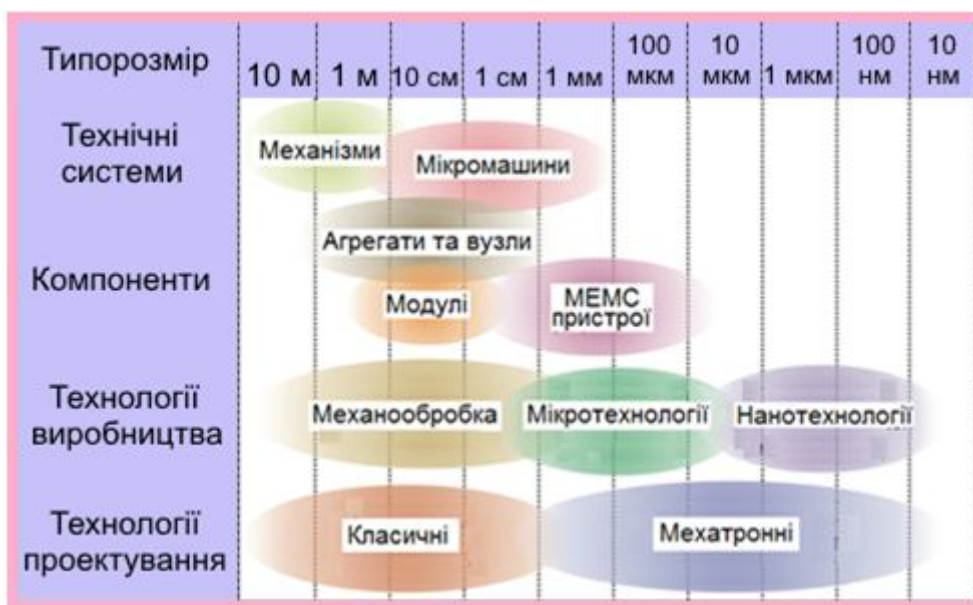 Типорозмір
10 м 1 м 10 см 1 см 1 мм 100 мкм 10 мкм 1 мкм 100 нм 10 нм
Технічні
системи
Механізми
Мікромашини
Компоненти
Агрегати та вузли
Модулі
МЕМС
пристрої
Технології
виробництва
Механообробка
Мікротехнології
Нанотехнології
Технології
проектування
Класичні
Мехатронні